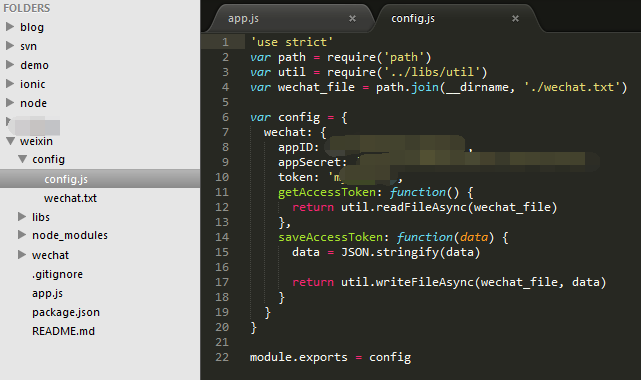 FOLDERS
blog
svn
demo
ionic
node
weixin
config
config.js
wechat.txt
libs
node_modules
wechat
.gitignore
app.js
package.json
README.md
app.js × config.js ×
1 'use strict'
2 var path = require('path')
3 var util = require('../libs/util')
4 var wechat_file = path.join(__dirname, './wechat.txt')
5
6 var config = {
7 wechat: {
8 appID: ,
9 appSecret: '
10 token: ' ,
11 getAccessToken: function() {
12 return util.readFileAsync(wechat_file)
13 },
14 saveAccessToken: function(data) {
15 data = JSON.stringify(data)
16
17 return util.writeFileAsync(wechat_file, data)
18 }
19 }
20 }
21
22 module.exports = config